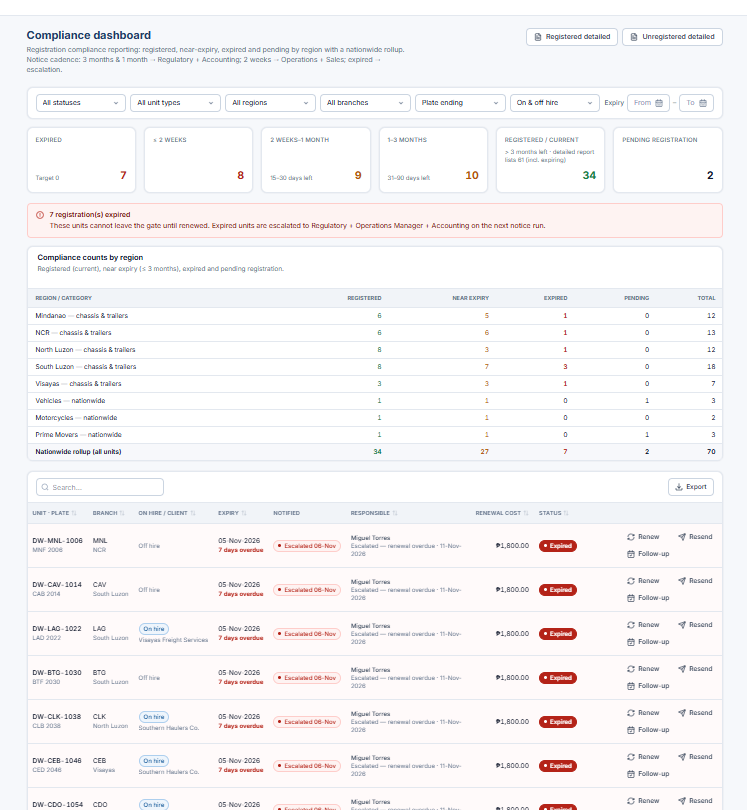 Compliance dashboard
Registration compliance reporting: registered, near-expiry, expired and pending by region with a nationwide rollup.
Notice cadence: 3 months & 1 month → Regulatory + Accounting; 2 weeks → Operations + Sales; expired →
escalation.
Registered detailed
Unregistered detailed
All statuses
All unit types
All regions
All branches
Plate ending
On & off hire
Expiry
From
–
To
EXPIRED
Target 0
7
≤ 2 WEEKS
8
2 WEEKS–1 MONTH
15–30 days left
9
1–3 MONTHS
31–90 days left
10
REGISTERED / CURRENT
> 3 months left · detailed report
lists 61 (incl. expiring)
34
PENDING REGISTRATION
2
7 registration(s) expired
These units cannot leave the gate until renewed. Expired units are escalated to Regulatory + Operations Manager + Accounting on the next notice run.
Compliance counts by region
Registered (current), near expiry (≤ 3 months), expired and pending registration.
REGION / CATEGORY REGISTERED NEAR EXPIRY EXPIRED PENDING TOTAL
Mindanao — chassis & trailers 6 5 1 0 12
NCR — chassis & trailers 6 6 1 0 13
North Luzon — chassis & trailers 8 3 1 0 12
South Luzon — chassis & trailers 8 7 3 0 18
Visayas — chassis & trailers 3 3 1 0 7
Vehicles — nationwide 1 1 0 1 3
Motorcycles — nationwide 1 1 0 0 2
Prime Movers — nationwide 1 1 0 1 3
Nationwide rollup (all units) 34 27 7 2 70
Search...
Export
UNIT · PLATE BRANCH ON HIRE / CLIENT EXPIRY NOTIFIED RESPONSIBLE RENEWAL COST STATUS
DW-MNL-1006
MNF 2006
MNL
NCR
Off hire
05-Nov-2026
7 days overdue
Escalated 06-Nov
Miguel Torres
Escalated — renewal overdue · 11-Nov-
2026
₱1,800.00
Expired
Renew
Resend
Follow-up
DW-CAV-1014
CAB 2014
CAV
South Luzon
Off hire
05-Nov-2026
7 days overdue
Escalated 06-Nov
Miguel Torres
Escalated — renewal overdue · 11-Nov-
2026
₱1,800.00
Expired
Renew
Resend
Follow-up
DW-LAG-1022
LAD 2022
LAG
South Luzon
On hire
Visayas Freight Services
05-Nov-2026
7 days overdue
Escalated 06-Nov
Miguel Torres
Escalated — renewal overdue · 11-Nov-
2026
₱1,800.00
Expired
Renew
Resend
Follow-up
DW-BTG-1030
BTF 2030
BTG
South Luzon
Off hire
05-Nov-2026
7 days overdue
Escalated 06-Nov
Miguel Torres
Escalated — renewal overdue · 11-Nov-
2026
₱1,800.00
Expired
Renew
Resend
Follow-up
DW-CLK-1038
CLB 2038
CLK
North Luzon
On hire
Southern Haulers Co.
05-Nov-2026
7 days overdue
Escalated 06-Nov
Miguel Torres
Escalated — renewal overdue · 11-Nov-
2026
₱1,800.00
Expired
Renew
Resend
Follow-up
DW-CEB-1046
CED 2046
CEB
Visayas
On hire
Southern Haulers Co.
05-Nov-2026
7 days overdue
Escalated 06-Nov
Miguel Torres
Escalated — renewal overdue · 11-Nov-
2026
₱1,800.00
Expired
Renew
Resend
Follow-up
DW-CDO-1054
CDO
On hire
05-Nov-2026
Miguel Torres
₱1,800.00
Expired
Renew
Resend